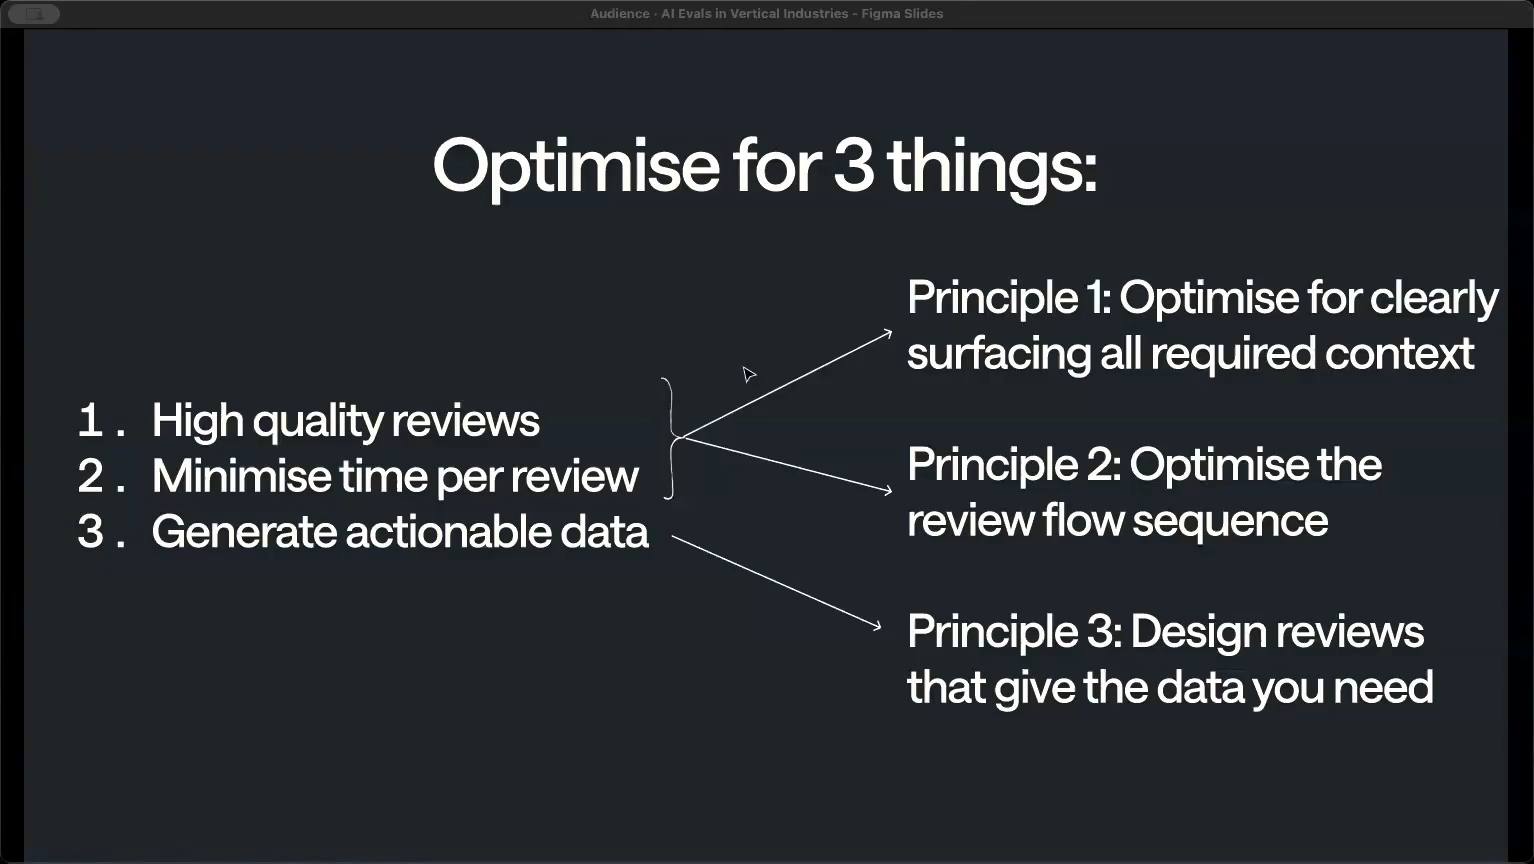 Audience · AI Evals in Vertical Industries – Figma Slides
Optimise for 3 things:
1. High quality reviews
2. Minimise time per review
3. Generate actionable data
Principle 1: Optimise for clearly
surfacing all required context
Principle 2: Optimise the
review flow sequence
Principle 3: Design reviews
that give the data you need